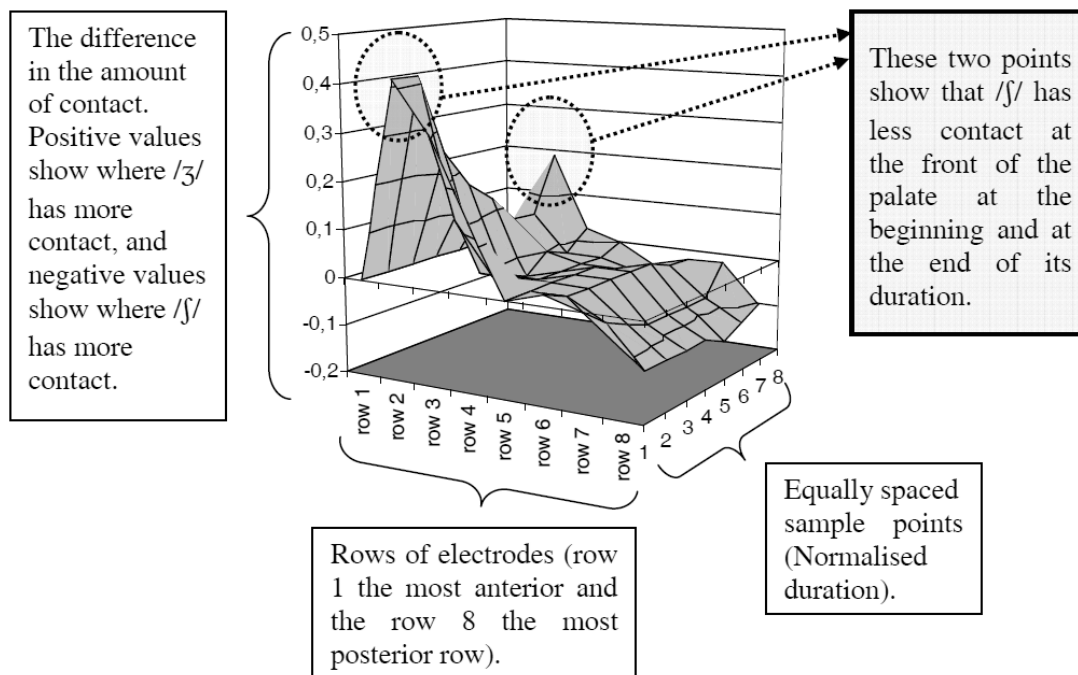 The difference
in the amount
of contact.
Positive values
show where /ʒ/
has more
contact, and
negative values
show where /ʃ/
has more
contact.
0,5
0,4
0,3
0,2
0,1
0
-0,1
-0,2
row 1
row 2
row 3
row 4
row 5
row 6
row 7
row 8
1
2
3
4
5
6
7
8
These two points
show that /ʃ/ has
less contact at
the front of the
palate at the
beginning and at
the end of its
duration.
Rows of electrodes (row
1 the most anterior and
the row 8 the most
posterior row).
Equally spaced
sample points
(Normalised
duration).